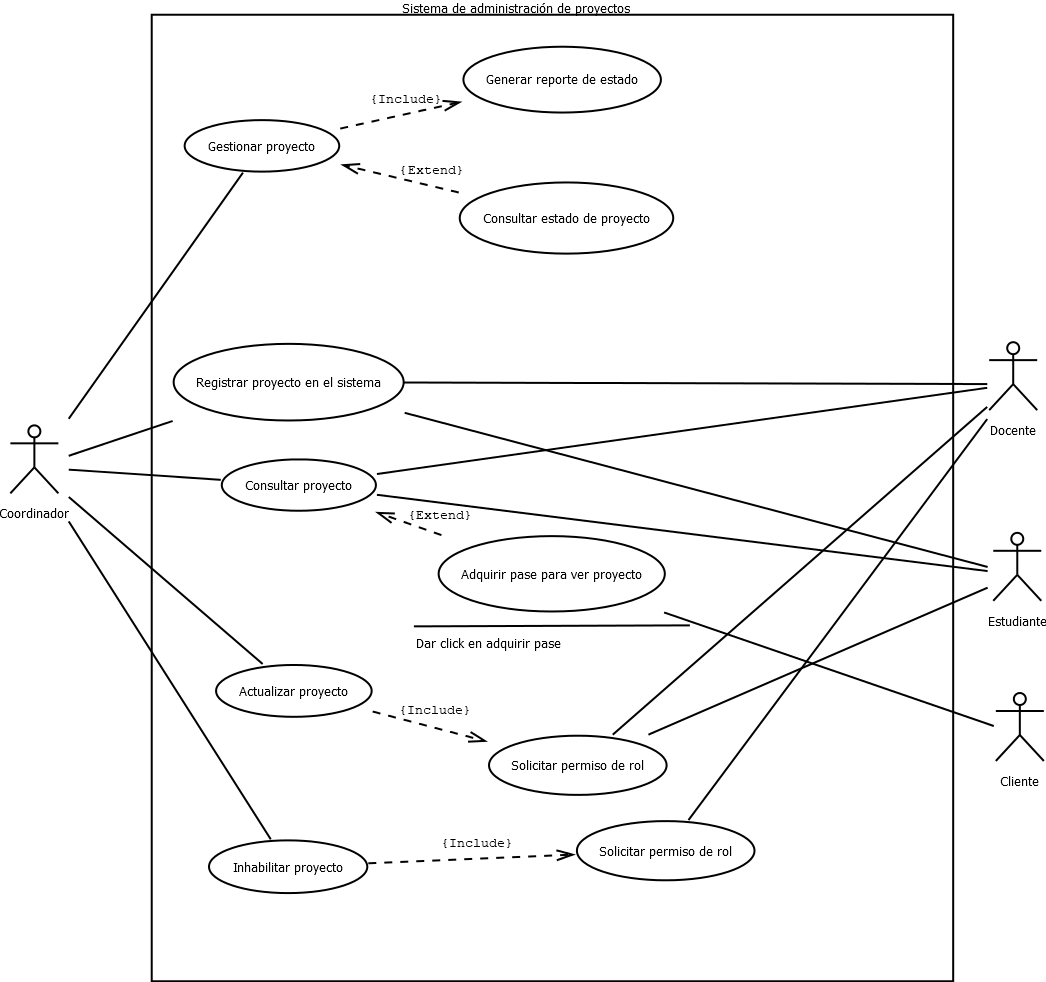 Sistema de administración de proyectos
Generar reporte de estado
{Include}
Gestionar proyecto
{Extend}
Consultar estado de proyecto
Registrar proyecto en el sistema
Docente
Consultar proyecto
Coordinador
{Extend}
Adquirir pase para ver proyecto
Estudiante
Dar click en adquirir pase
Actualizar proyecto
{Include}
Solicitar permiso de rol
Cliente
{Include}
Solicitar permiso de rol
Inhabilitar proyecto